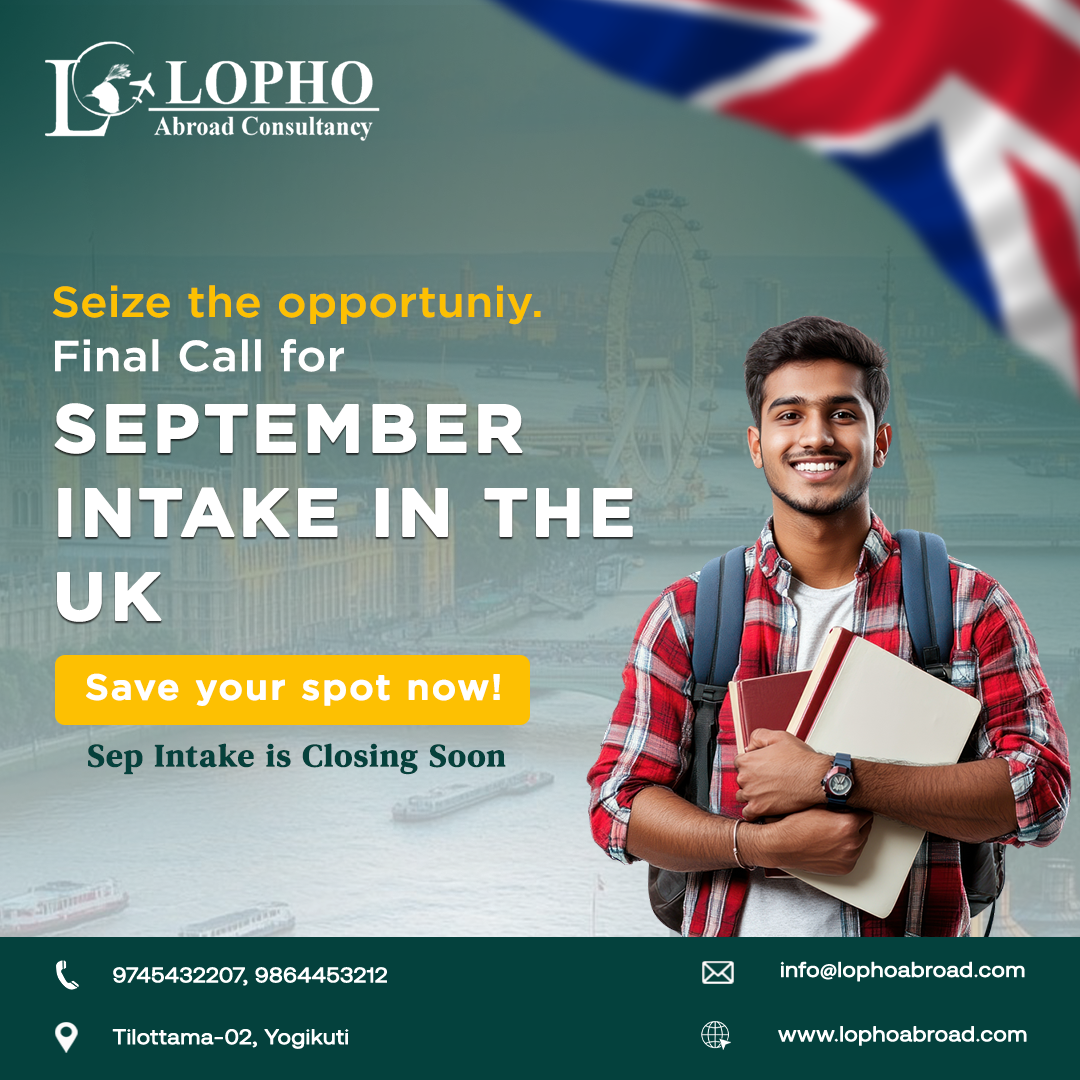 LOPHO
Abroad Consultancy
Seize the opportuniy.
Final Call for
SEPTEMBER
INTAKE IN THE
UK
Save your spot now!
Sep Intake is Closing Soon
9745432207, 9864453212
info@lophoabroad.com
Tilottama-02, Yogikuti
www.lophoabroad.com